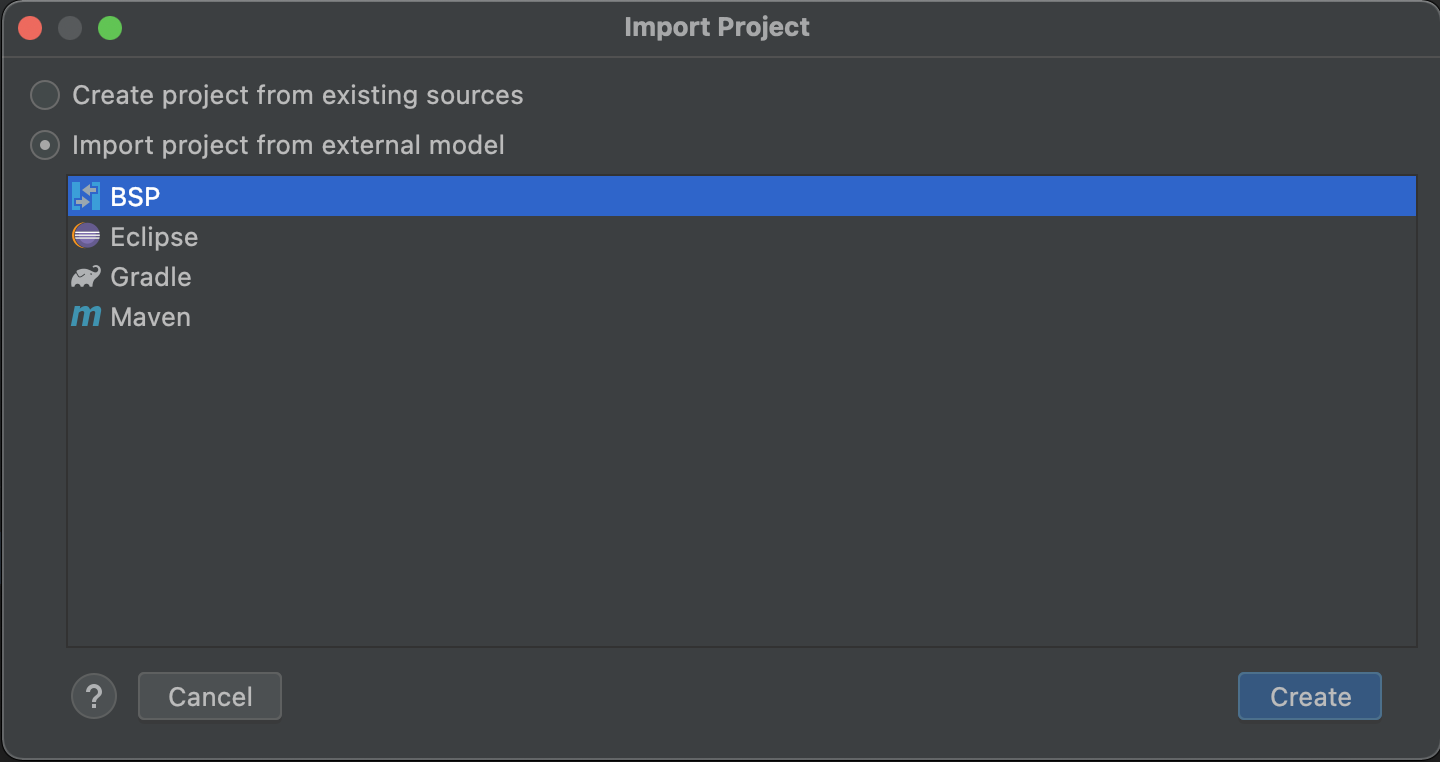 Import Project
Create project from existing sources
Import project from external model
BSP
Eclipse
Gradle
m Maven
? Cancel Create